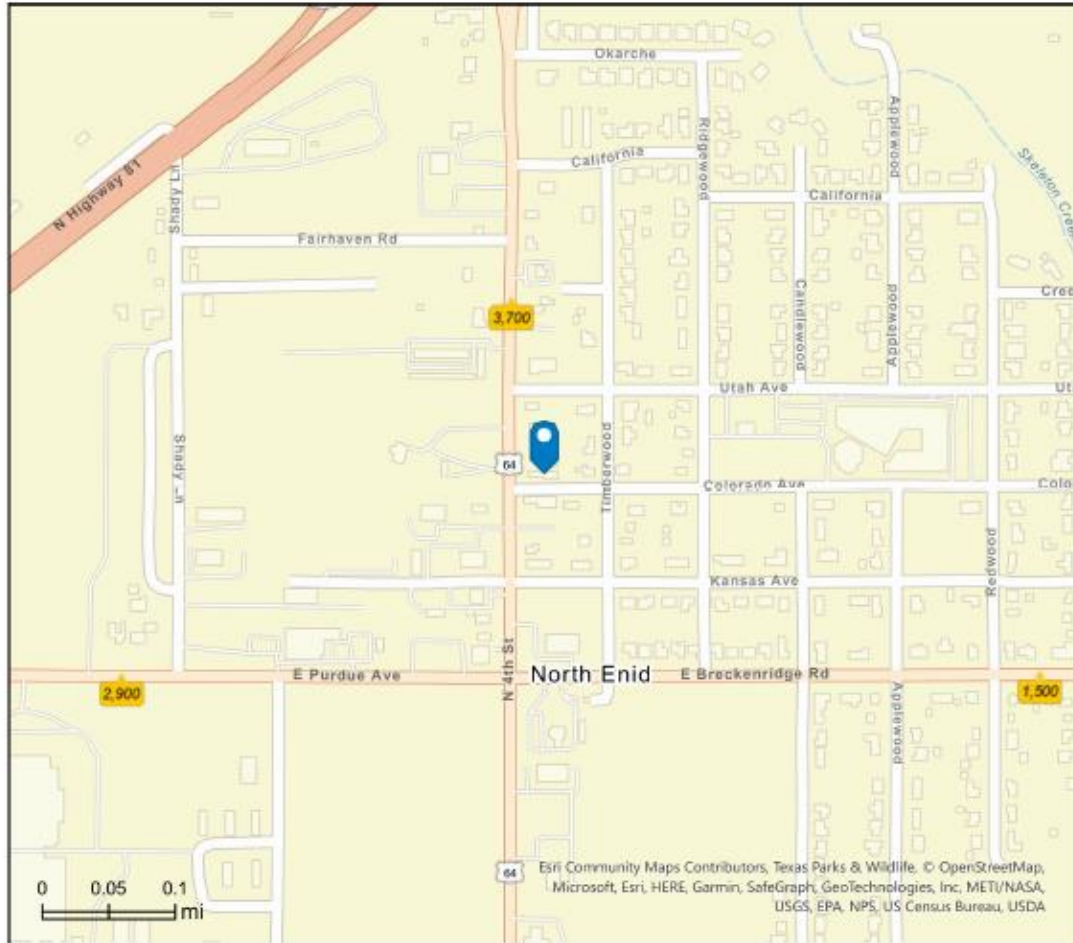 Okarche
California
Ridgewood
Applewood
Skeleton Creek
N Highway 81
Shady Ln
California
Fairhaven Rd
Cree
3,700
Candlewood
Applewood
Utah Ave
Ut
Timberwood
64
Colorado Ave
Colo
Shady Ln
Redwood
Kansas Ave
E Purdue Ave
N 4th St
North Enid
E Breckenridge Rd
2,900
1,500
Applewood
64
Esri Community Maps Contributors, Texas Parks & Wildlife, © OpenStreetMap,
Microsoft, Esri, HERE, Garmin, SafeGraph, GeoTechnologies, Inc, METI/NASA,
USGS, EPA, NPS, US Census Bureau, USDA
0 0.05 0.1
mi